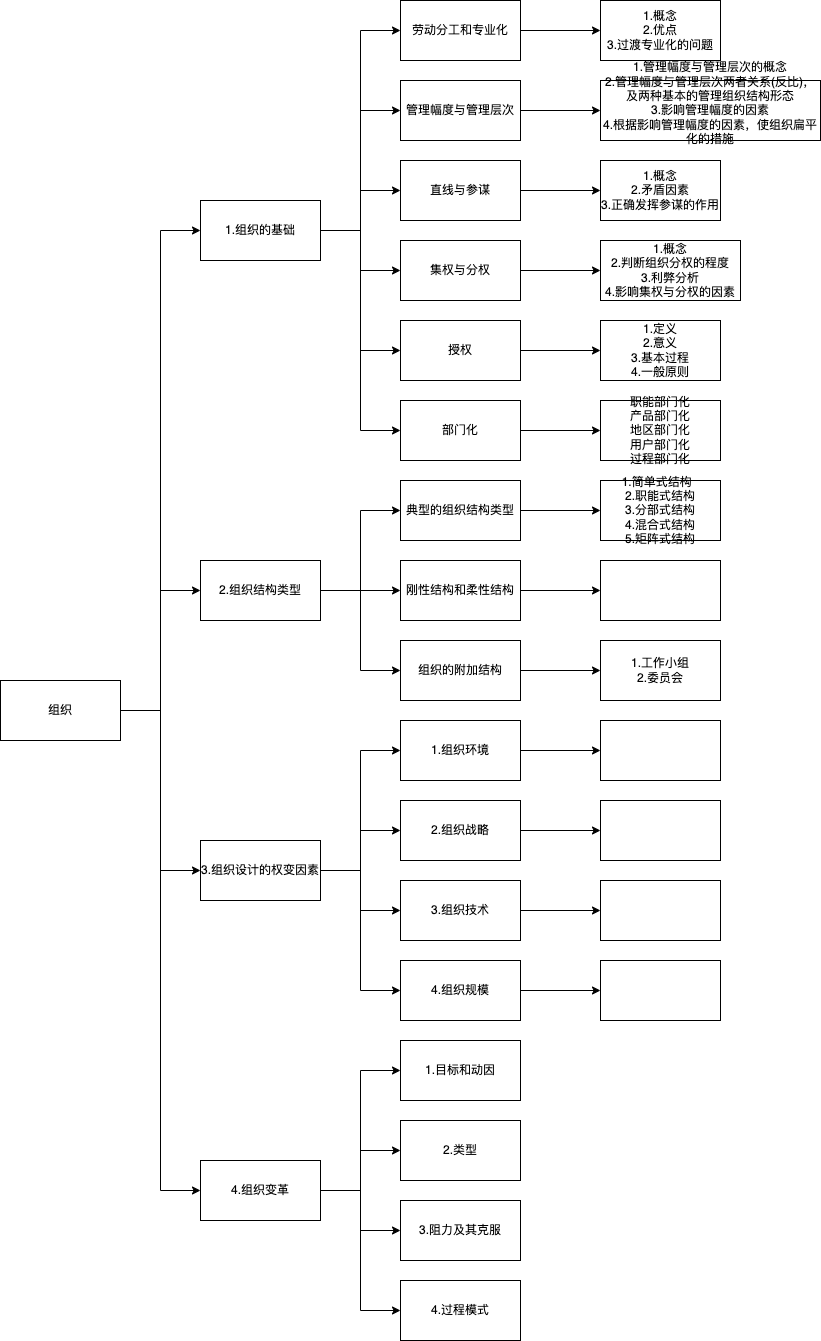 劳动分工和专业化
1.概念
2.优点
3.过渡专业化的问题
管理幅度与管理层次
1.管理幅度与管理层次的概念
2.管理幅度与管理层次两者关系(反比),
及两种基本的管理组织结构形态
3.影响管理幅度的因素
4.根据影响管理幅度的因素，使组织扁平
化的措施
直线与参谋
1.概念
2.矛盾因素
3.正确发挥参谋的作用
1.组织的基础
集权与分权
1.概念
2.判断组织分权的程度
3.利弊分析
4.影响集权与分权的因素
授权
1.定义
2.意义
3.基本过程
4.一般原则
部门化
职能部门化
产品部门化
地区部门化
用户部门化
过程部门化
典型的组织结构类型
1.简单式结构
2.职能式结构
3.分部式结构
4.混合式结构
5.矩阵式结构
2.组织结构类型
刚性结构和柔性结构
组织的附加结构
1.工作小组
2.委员会
组织
1.组织环境
2.组织战略
3.组织设计的权变因素
3.组织技术
4.组织规模
1.目标和动因
2.类型
4.组织变革
3.阻力及其克服
4.过程模式